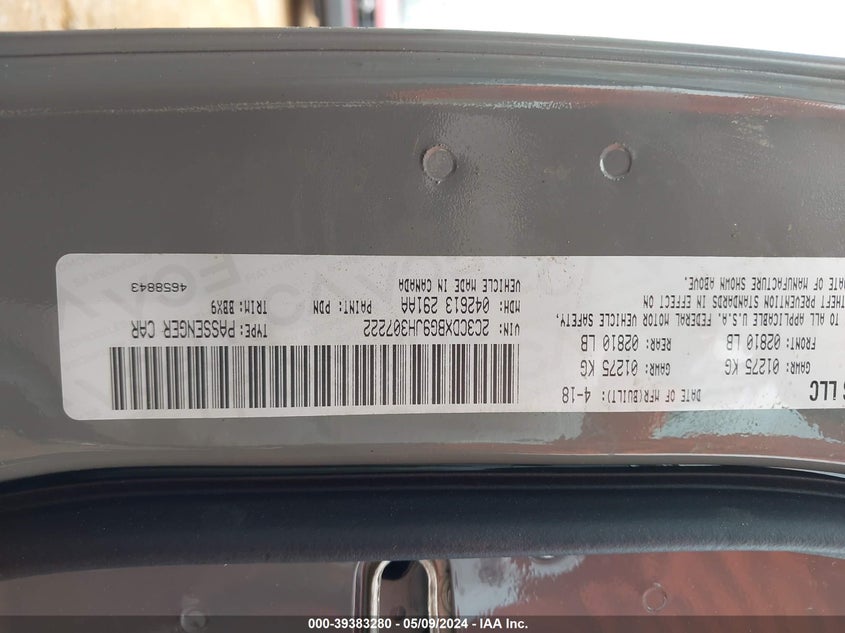 G LLC
DATE OF MFR(BUILT): 4-18
GAWR: 01275 KG GAWR: 01275 KG
FRONT: 02810 LB REAR: 02810 LB
TO ALL APPLICABLE U.S.A. FEDERAL MOTOR VEHICLE SAFETY,
THEFT PREVENTION STANDARDS IN EFFECT ON
DATE OF MANUFACTURE SHOWN ABOVE.
VIN: 2C3CDXBG9JH307222 TYPE: PASSENGER CAR
MDH: 042613 291AA PAINT: PDN TRIM: BBX9
VEHICLE MADE IN CANADA
4658843
000-39383280 - 05/09/2024 - IAA Inc.